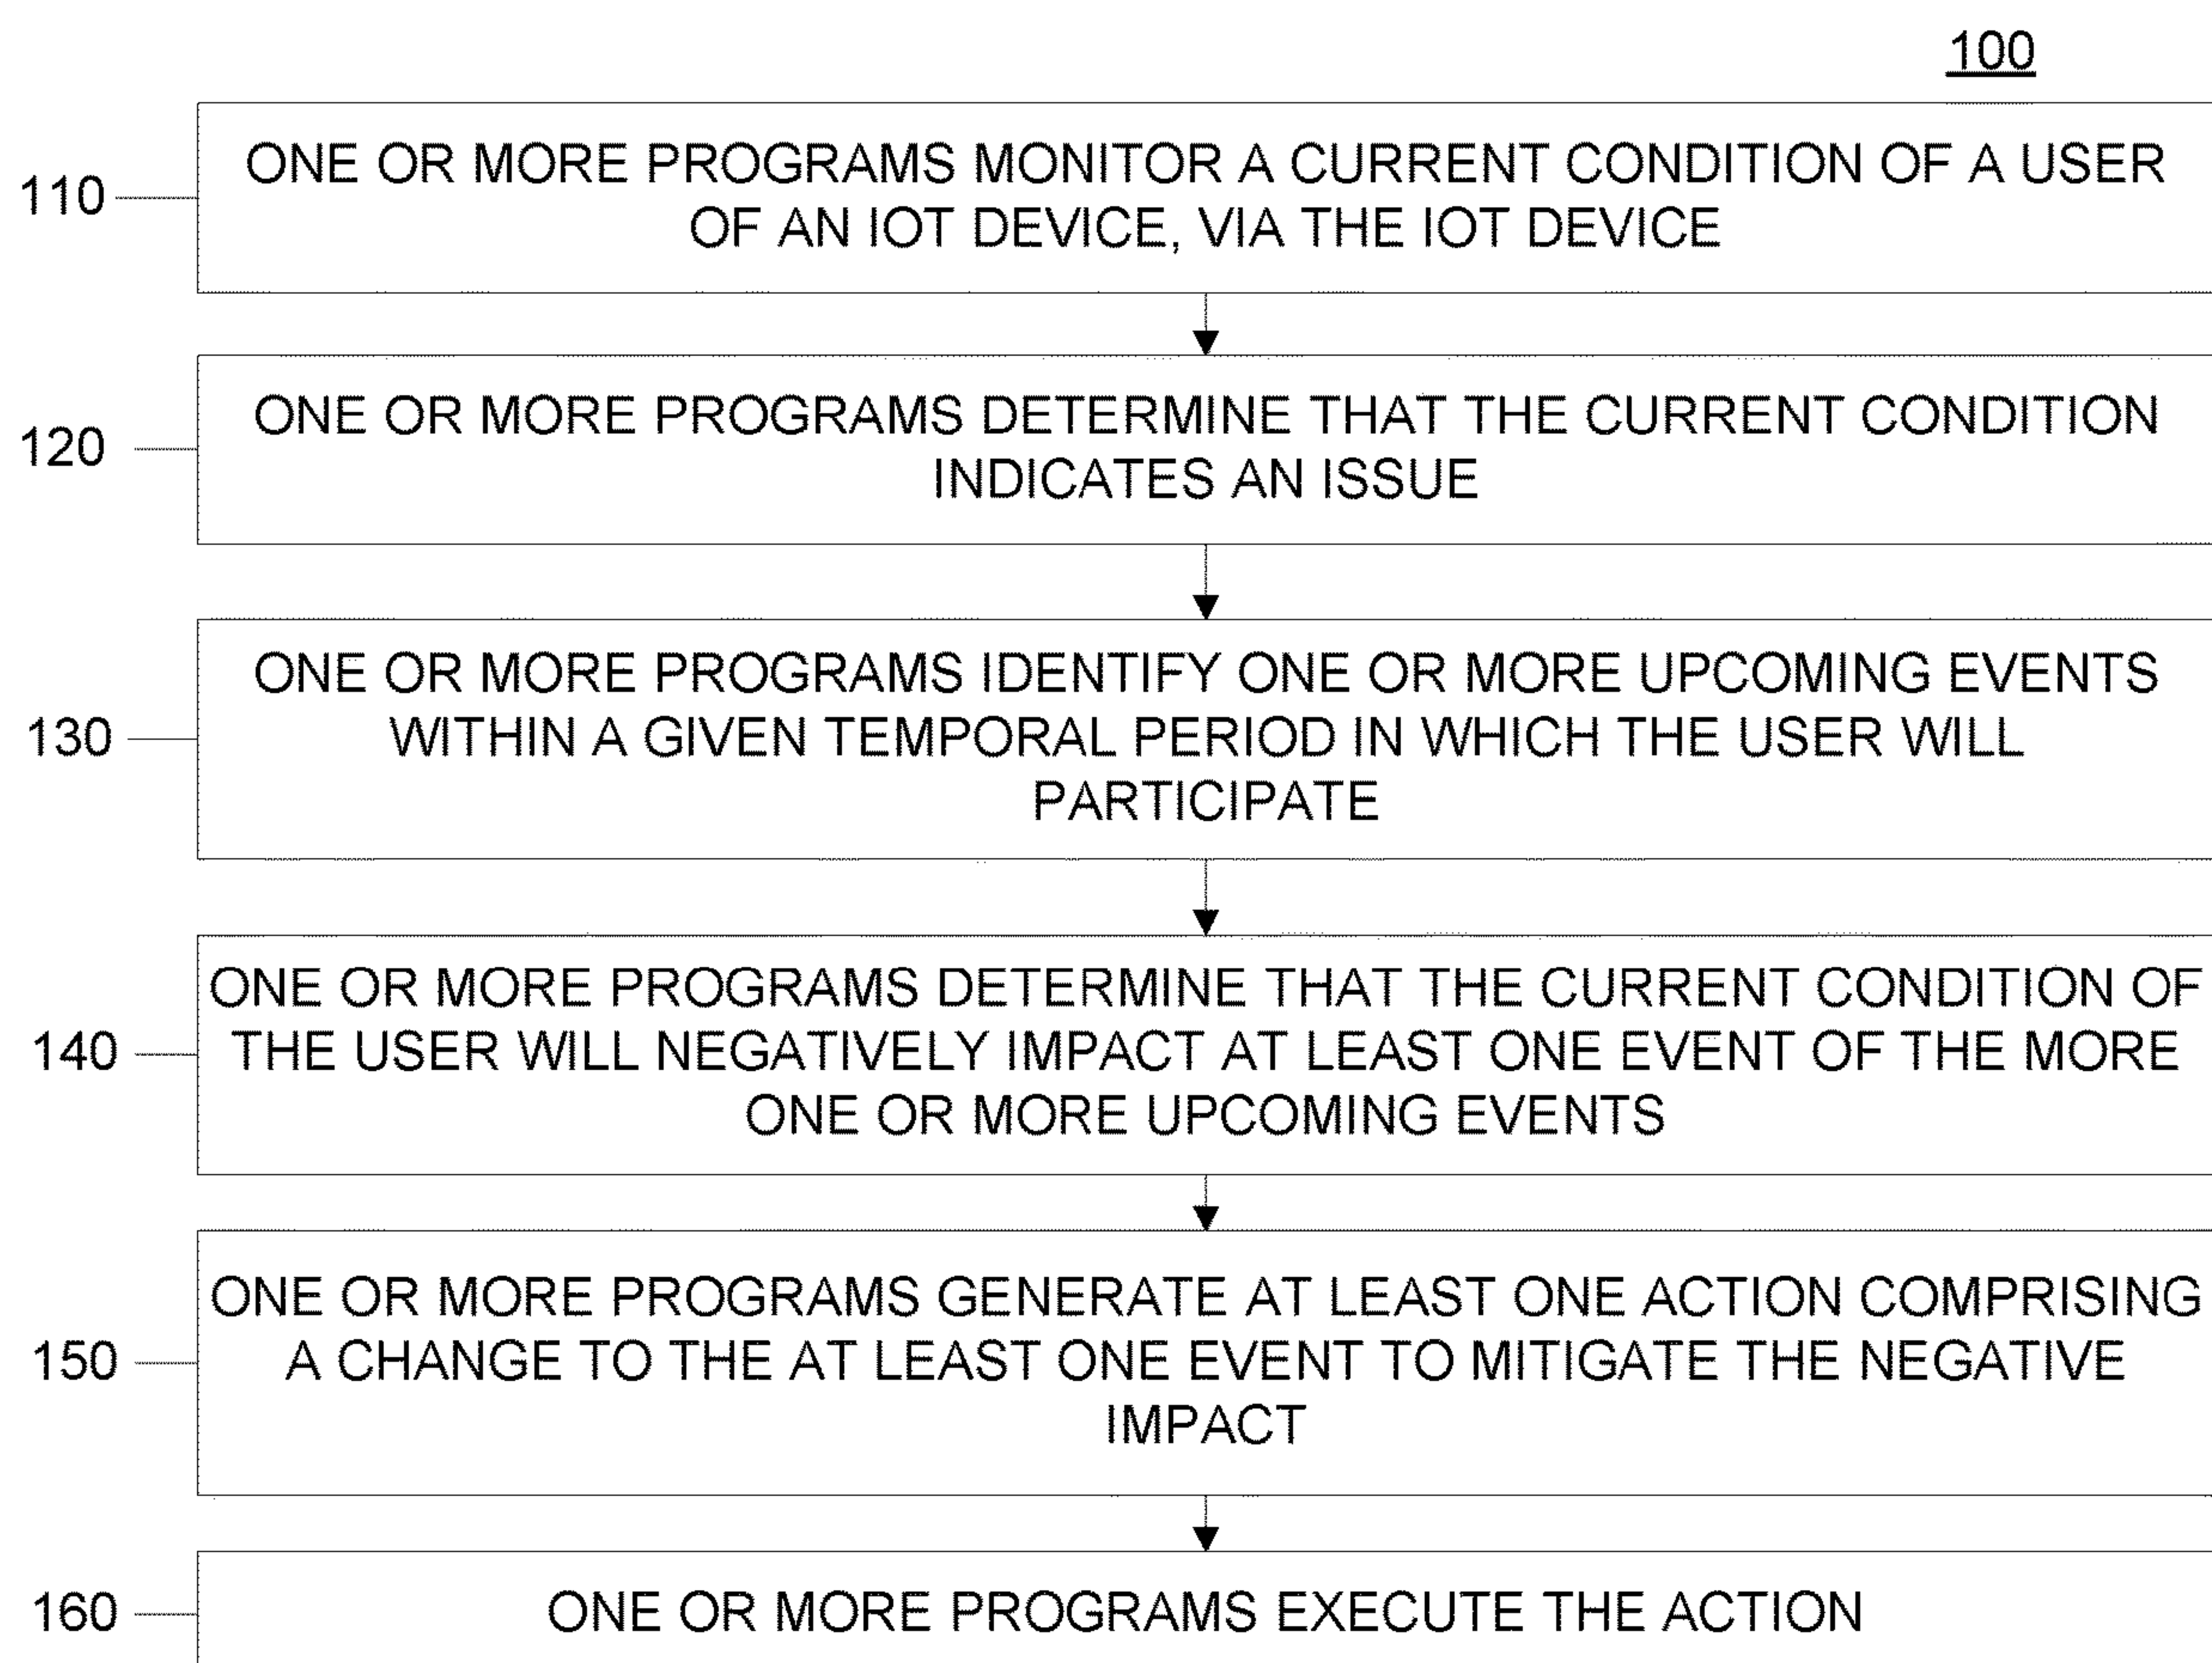 100
110
ONE OR MORE PROGRAMS MONITOR A CURRENT CONDITION OF A USER
OF AN IOT DEVICE, VIA THE IOT DEVICE
120
ONE OR MORE PROGRAMS DETERMINE THAT THE CURRENT CONDITION
INDICATES AN ISSUE
130
ONE OR MORE PROGRAMS IDENTIFY ONE OR MORE UPCOMING EVENTS
WITHIN A GIVEN TEMPORAL PERIOD IN WHICH THE USER WILL
PARTICIPATE
140
ONE OR MORE PROGRAMS DETERMINE THAT THE CURRENT CONDITION OF
THE USER WILL NEGATIVELY IMPACT AT LEAST ONE EVENT OF THE MORE
ONE OR MORE UPCOMING EVENTS
150
ONE OR MORE PROGRAMS GENERATE AT LEAST ONE ACTION COMPRISING
A CHANGE TO THE AT LEAST ONE EVENT TO MITIGATE THE NEGATIVE
IMPACT
160
ONE OR MORE PROGRAMS EXECUTE THE ACTION